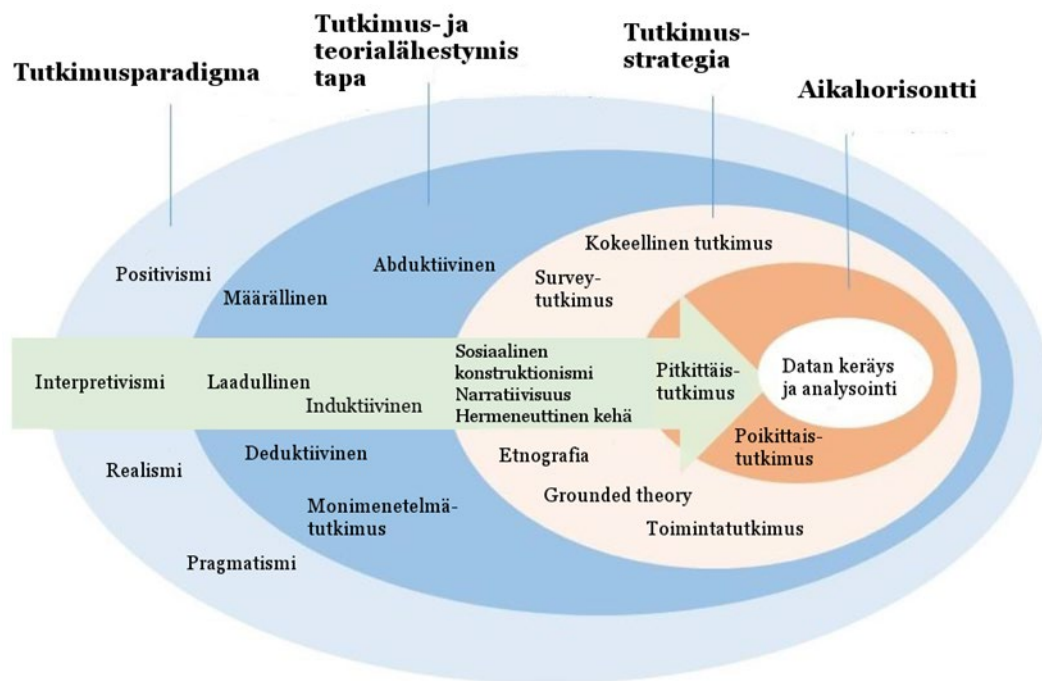 Tutkimusparadigma
Tutkimus- ja
teorialähestymis
tapa
Tutkimus-
strategia
Aikahorisontti
Positivismi
Määrällinen
Abduktiivinen
Kokeellinen tutkimus
Survey-
tutkimus
Interpretivismi
Laadullinen
Induktiivinen
Sosiaalinen
konstruktionismi
Narratiivisuus
Hermeneuttinen kehä
Pitkittäis-
tutkimus
Datan keräys
ja analysointi
Realismi
Deduktiivinen
Monimenetelmä-
tutkimus
Pragmatismi
Etnografia
Grounded theory
Toimintatutkimus
Poikittais-
tutkimus